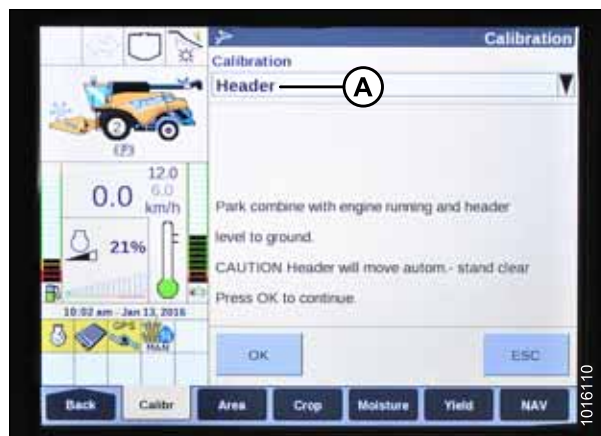 Calibration
Calibration
Header
A
2
(P)
12.0
0.0
6.0
km/h
21%
Park combine with engine running and header
level to ground.
CAUTION Header will move autom.- stand clear
Press OK to continue.
10:02 am - Jan 13, 2016
GPS
MAN
OK
ESC
Back
Calibr
Area
Crop
Moisture
Yield
NAV
1016110